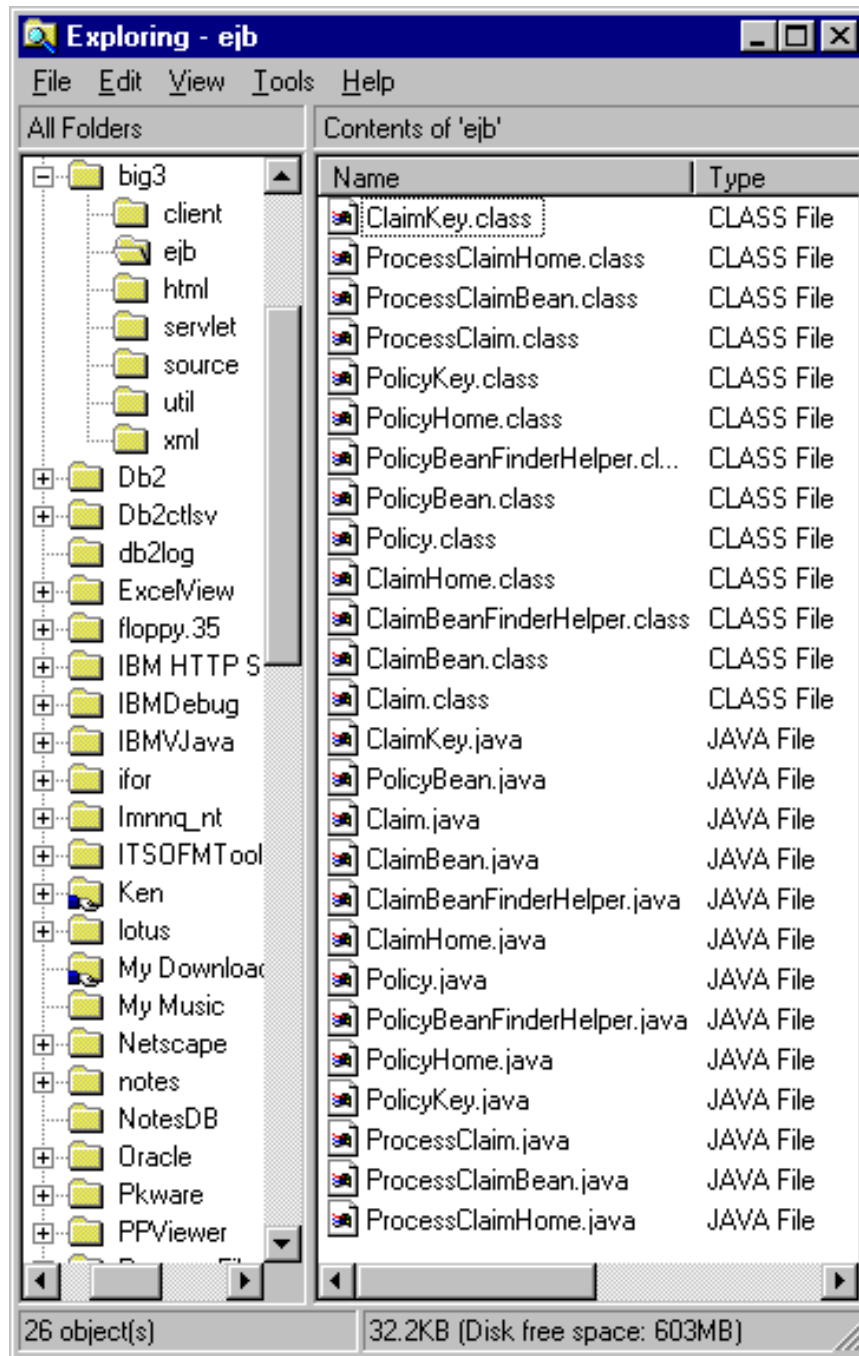 Exploring - ejb
File Edit View Tools Help
All Folders
Contents of 'ejb'
big3
client
ejb
html
servlet
source
util
xml
Db2
Db2ctlsv
db2log
ExcelView
floppy.35
IBM HTTP S
IBMDebug
IBMVJava
ifor
Imnnq_nt
ITSOFMTool
Ken
lotus
My Download
My Music
Netscape
notes
NotesDB
Oracle
Pkware
PPViewer
Name Type
ClaimKey.class CLASS File
ProcessClaimHome.class CLASS File
ProcessClaimBean.class CLASS File
ProcessClaim.class CLASS File
PolicyKey.class CLASS File
PolicyHome.class CLASS File
PolicyBeanFinderHelper.cl... CLASS File
PolicyBean.class CLASS File
Policy.class CLASS File
ClaimHome.class CLASS File
ClaimBeanFinderHelper.class CLASS File
ClaimBean.class CLASS File
Claim.class CLASS File
ClaimKey.java JAVA File
PolicyBean.java JAVA File
Claim.java JAVA File
ClaimBean.java JAVA File
ClaimBeanFinderHelper.java JAVA File
ClaimHome.java JAVA File
Policy.java JAVA File
PolicyBeanFinderHelper.java JAVA File
PolicyHome.java JAVA File
PolicyKey.java JAVA File
ProcessClaim.java JAVA File
ProcessClaimBean.java JAVA File
ProcessClaimHome.java JAVA File
26 object(s)
32.2KB (Disk free space: 603MB)